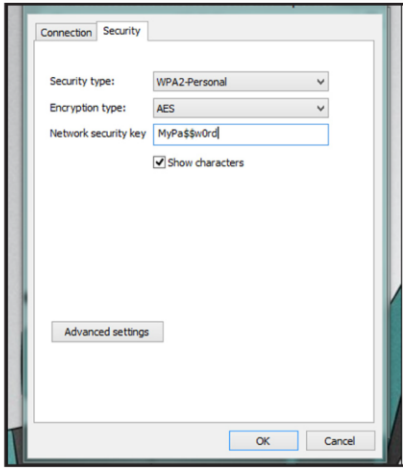 Connection Security
Security type: WPA2-Personal
Encryption type: AES
Network security key MyPa$$w0rd
Show characters
Advanced settings
OK Cancel